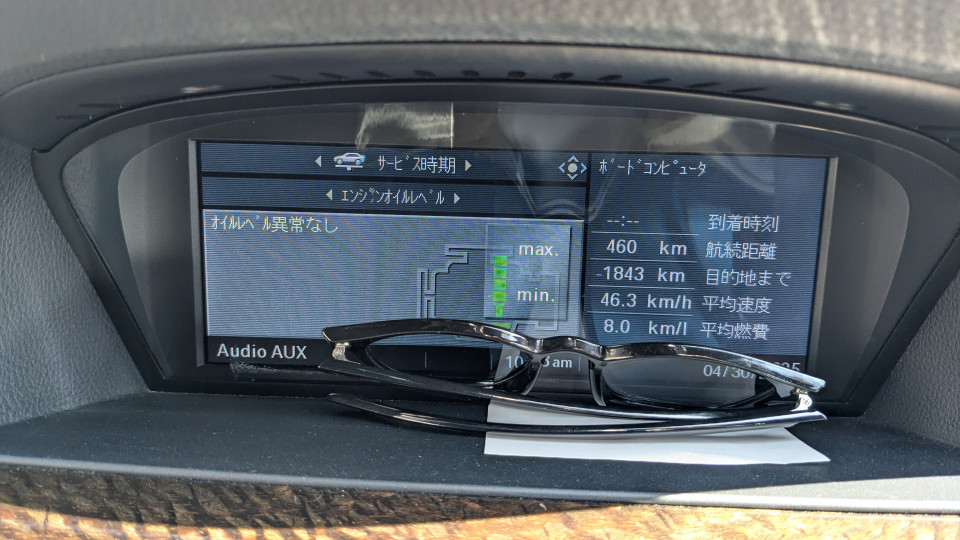 サービス時期
エンジンオイルレベル
オイルレベル異常なし
max.
min.
Audio AUX
am
ボードコンピュータ
--:-- 到着時刻
460 km 航続距離
-1843 km 目的地まで
46.3 km/h 平均速度
8.0 km/l 平均燃費